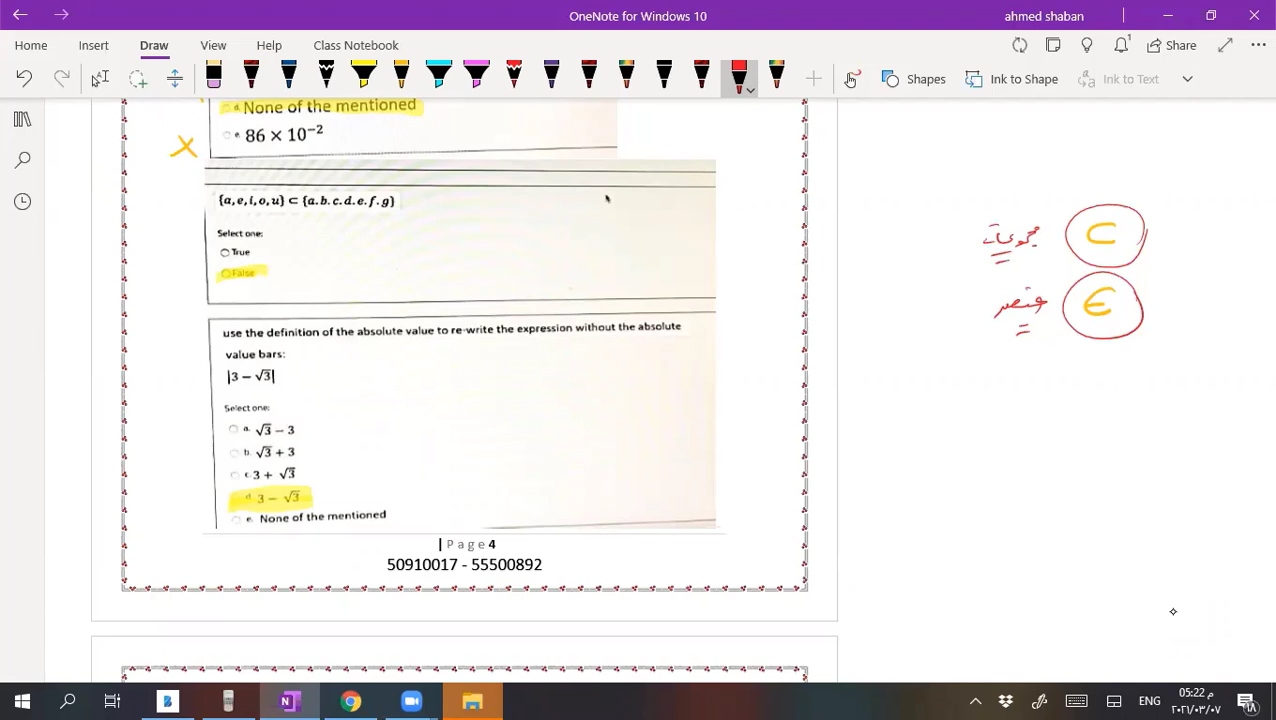 OneNote for Windows 10
ahmed shaban
Home
Insert
Draw
View
Help
Class Notebook
Share
Shapes
Ink to Shape
Ink to Text
d. None of the mentioned
e. 86 × 10⁻²
x
{a,e,i,o,u} ⊂ {a.b.c.d.e.f.g}
Select one:
True
False
use the definition of the absolute value to re-write the expression without the absolute
value bars:
|3 − √3|
Select one:
a. √3 − 3
b. √3 + 3
c. 3 + √3
d. 3 − √3
e. None of the mentioned
| Page 4
50910017 - 55500892
مجموعات ⊂
عنصر ∈
ENG
05:22 م
٢٠٢١/٠٣/٠٧